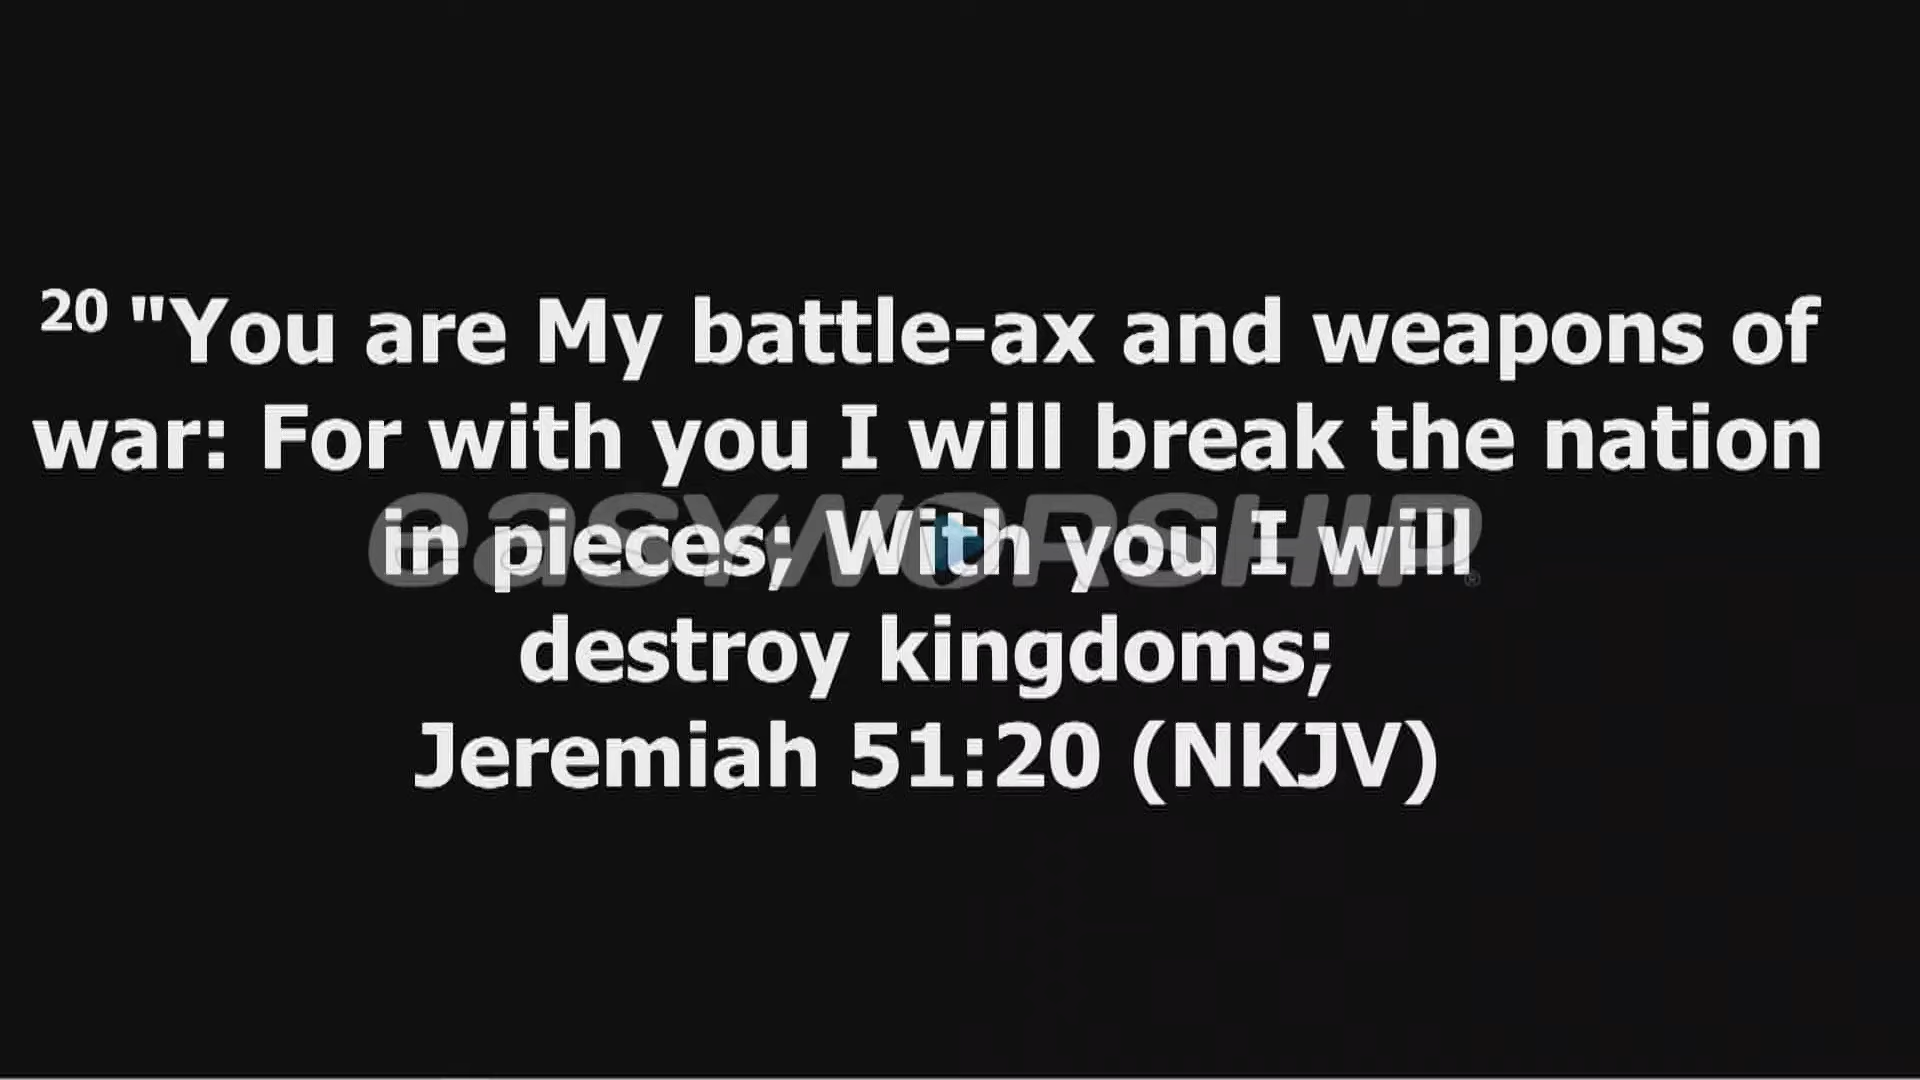 20 "You are My battle-ax and weapons of
war: For with you I will break the nation
in pieces; With you I will
destroy kingdoms;
Jeremiah 51:20 (NKJV)
easyWORSHIP®